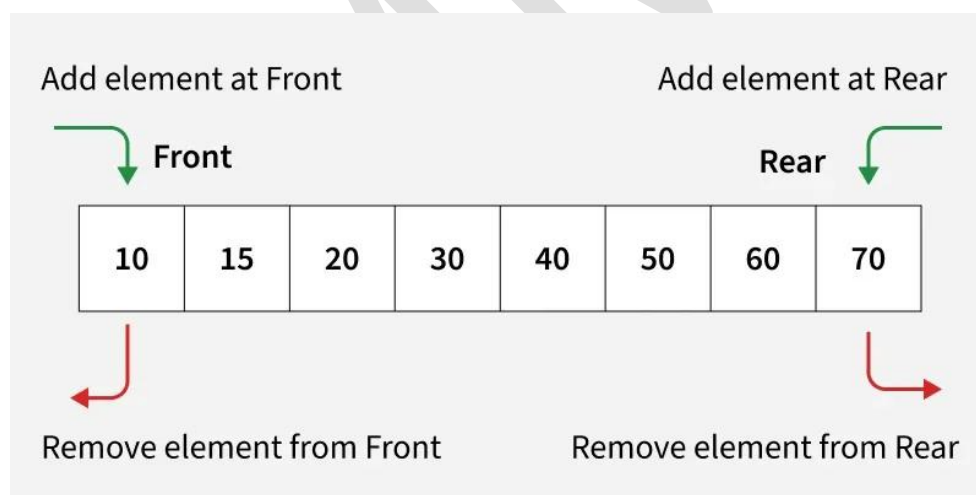 Add element at Front
Add element at Rear
Front
Rear
10 15 20 30 40 50 60 70
Remove element from Front
Remove element from Rear